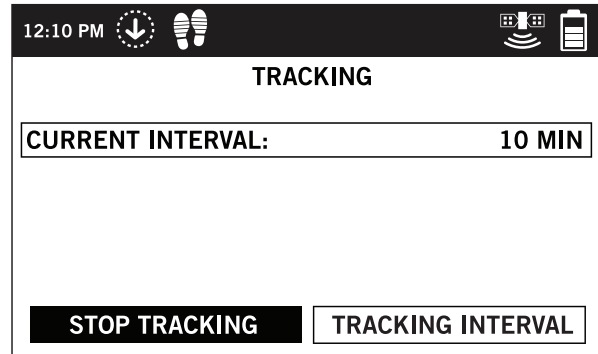 12:10 PM
TRACKING
CURRENT INTERVAL: 10 MIN
STOP TRACKING TRACKING INTERVAL